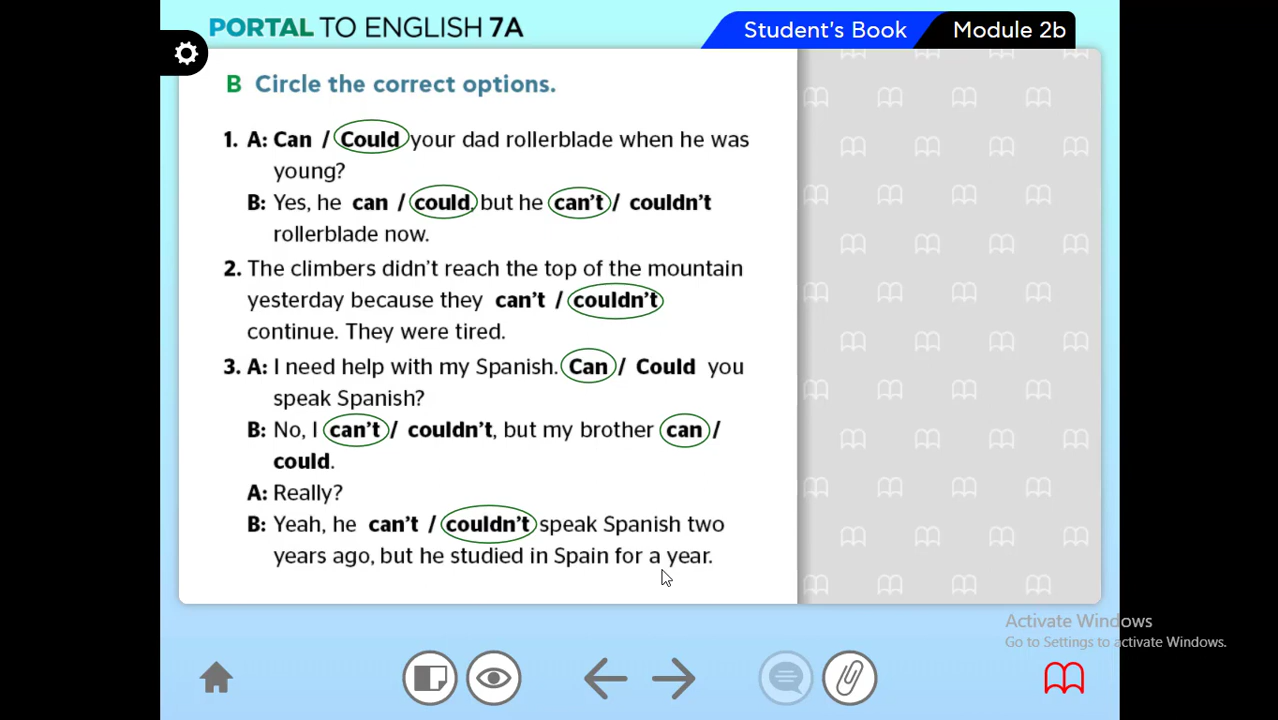 PORTAL TO ENGLISH 7A
Student's Book
Module 2b
B Circle the correct options.
1. A: Can / Could your dad rollerblade when he was
young?
B: Yes, he can / could, but he can't / couldn't
rollerblade now.
2. The climbers didn't reach the top of the mountain
yesterday because they can't / couldn't
continue. They were tired.
3. A: I need help with my Spanish. Can / Could you
speak Spanish?
B: No, I can't / couldn't, but my brother can /
could.
A: Really?
B: Yeah, he can't / couldn't speak Spanish two
years ago, but he studied in Spain for a year.
Activate Windows
Go to Settings to activate Windows.